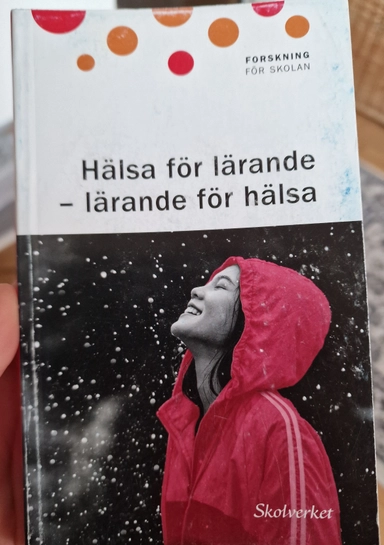 FORSKNING
FÖR SKOLAN
Hälsa för lärande
– lärande för hälsa
Skolverket